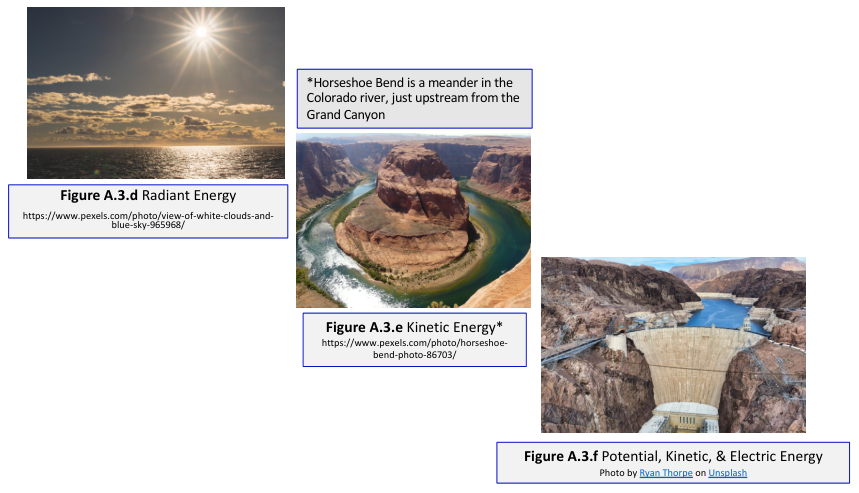 *Horseshoe Bend is a meander in the
Colorado river, just upstream from the
Grand Canyon
Figure A.3.d Radiant Energy
https://www.pexels.com/photo/view-of-white-clouds-and-
blue-sky-965968/
Figure A.3.e Kinetic Energy*
https://www.pexels.com/photo/horseshoe-
bend-photo-86703/
Figure A.3.f Potential, Kinetic, & Electric Energy
Photo by Ryan Thorpe on Unsplash